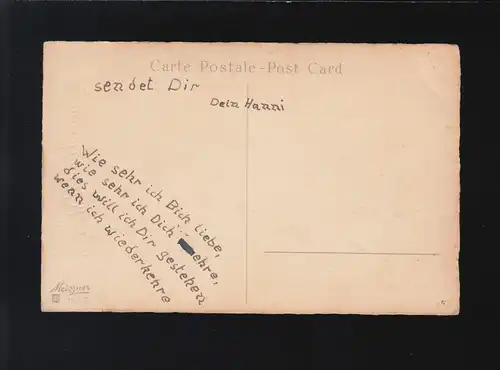 Carte Postale - Post Card
sendet Dir
Dein Hanni
Wie sehr ich Dich liebe,
wie sehr ich Dich ehre,
dies will ich Dir gestehen
wenn ich wiederkehre
Meissner